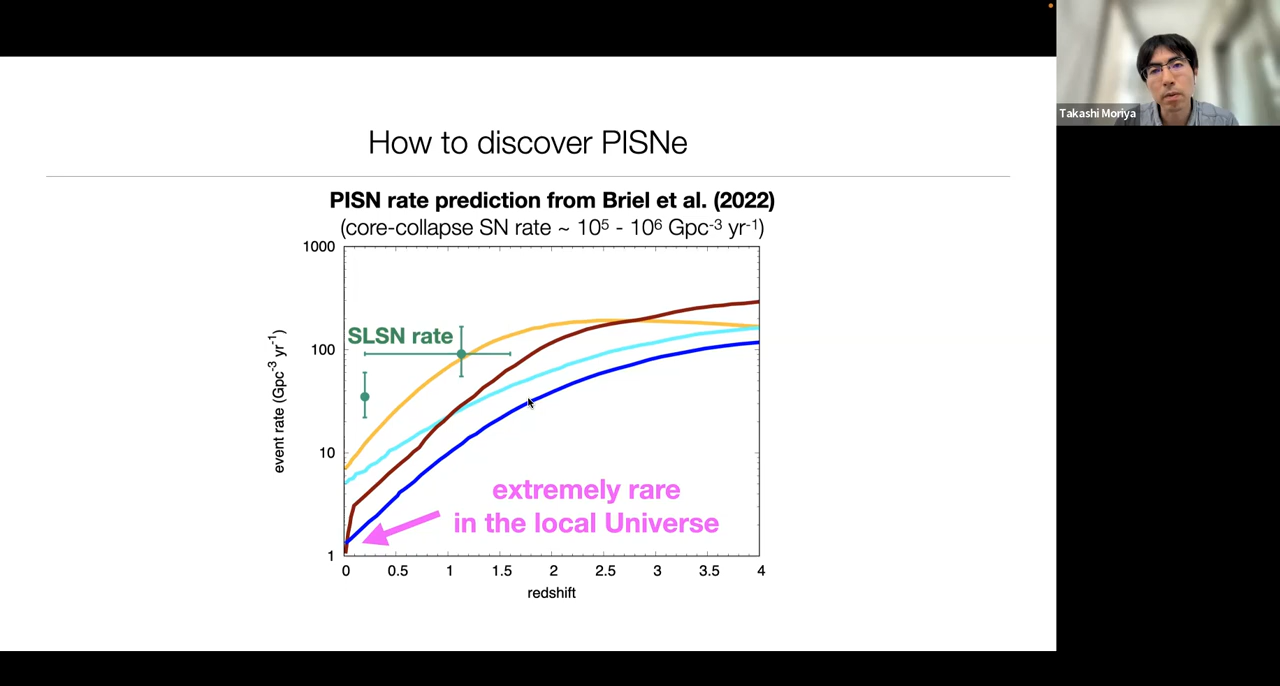 Takashi Moriya
How to discover PISNe
PISN rate prediction from Briel et al. (2022)
(core-collapse SN rate ~ 10⁵ - 10⁶ Gpc⁻³ yr⁻¹)
1000
100
10
1
event rate (Gpc⁻³ yr⁻¹)
SLSN rate
extremely rare
in the local Universe
0 0.5 1 1.5 2 2.5 3 3.5 4
redshift